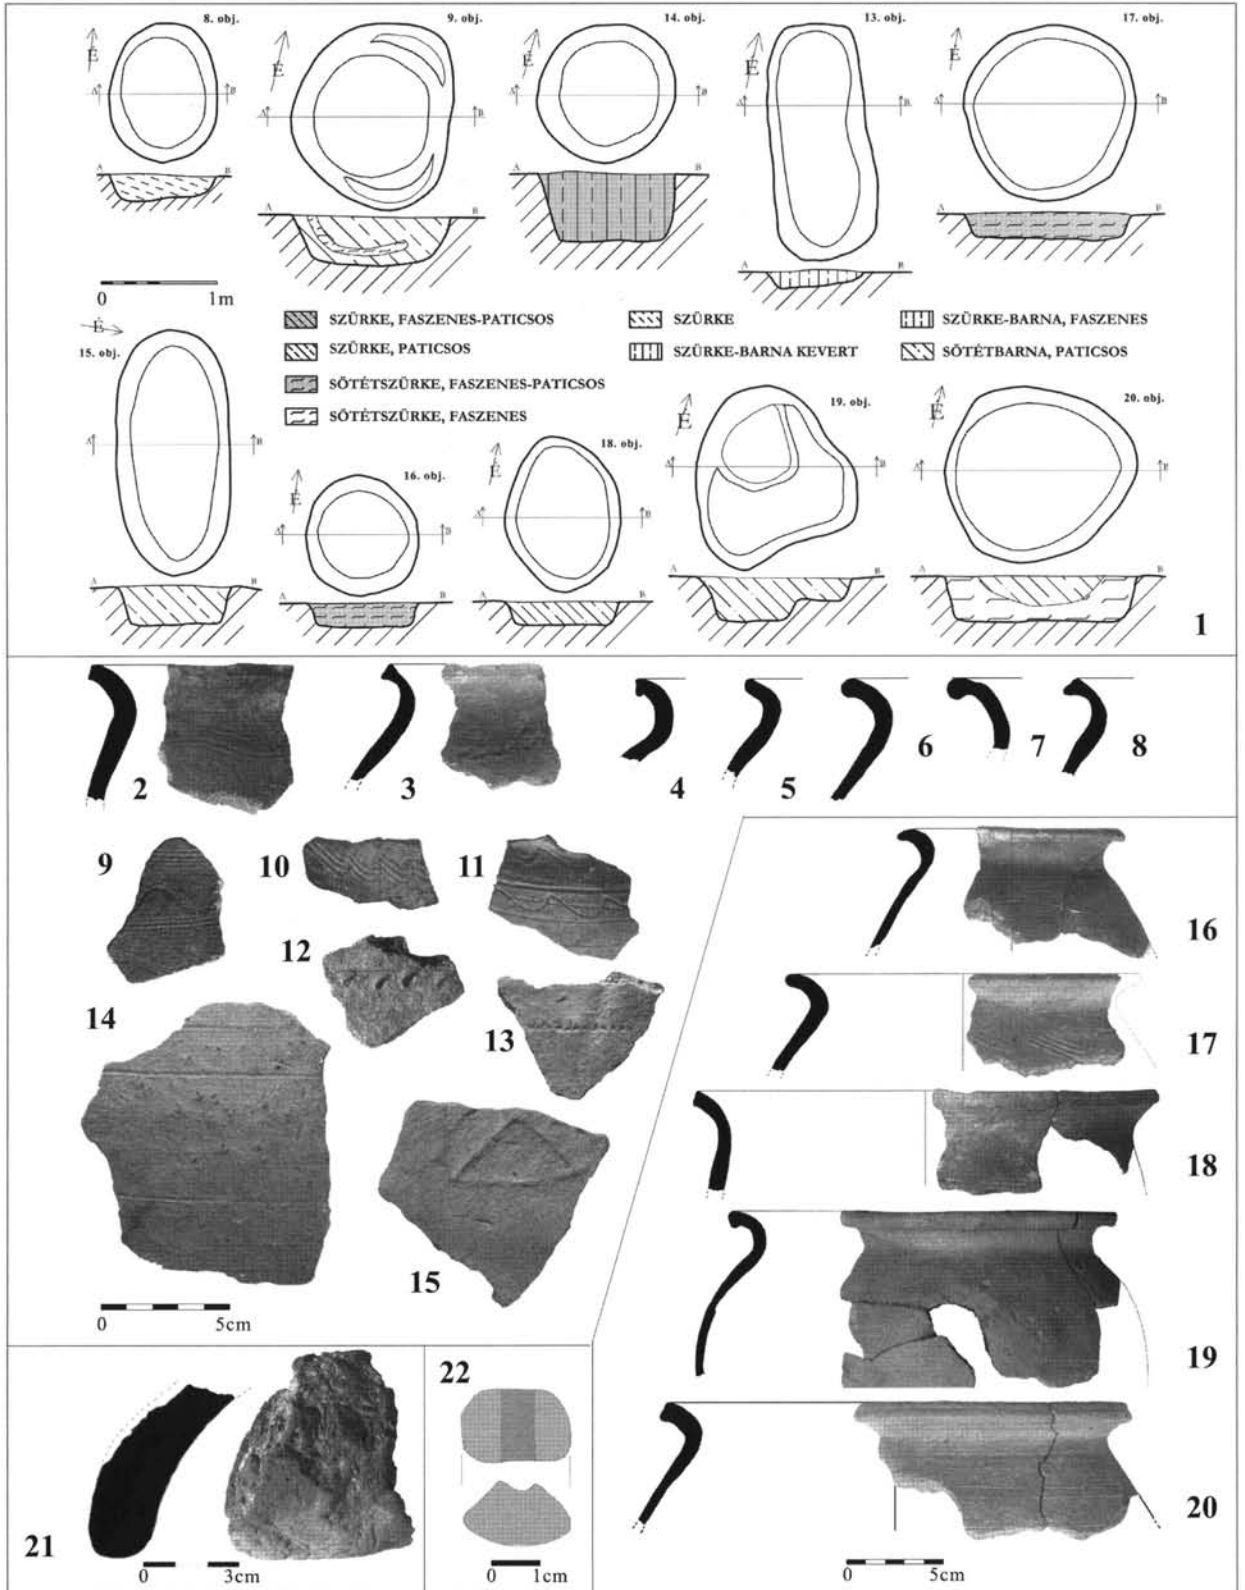 8. obj.
9. obj.
14. obj.
13. obj.
17. obj.
É
É
É
É
É
A B
A B
A B
A B
A B
A B
A B
A B
A B
A B
0 1m
SZÜRKE, FASZENES-PATICSOS
SZÜRKE, PATICSOS
SÖTÉTSZÜRKE, FASZENES-PATICSOS
SÖTÉTSZÜRKE, FASZENES
SZÜRKE
SZÜRKE-BARNA KEVERT
SZÜRKE-BARNA, FASZENES
SÖTÉTBARNA, PATICSOS
É
15. obj.
16. obj.
18. obj.
19. obj.
20. obj.
É
É
É
É
A B
A B
A B
A B
A B
A B
A B
A B
A B
A B
1
2
3
4
5
6
7
8
9
10
11
12
13
14
15
0 5cm
16
17
18
19
20
0 5cm
21
0 3cm
22
0 1cm